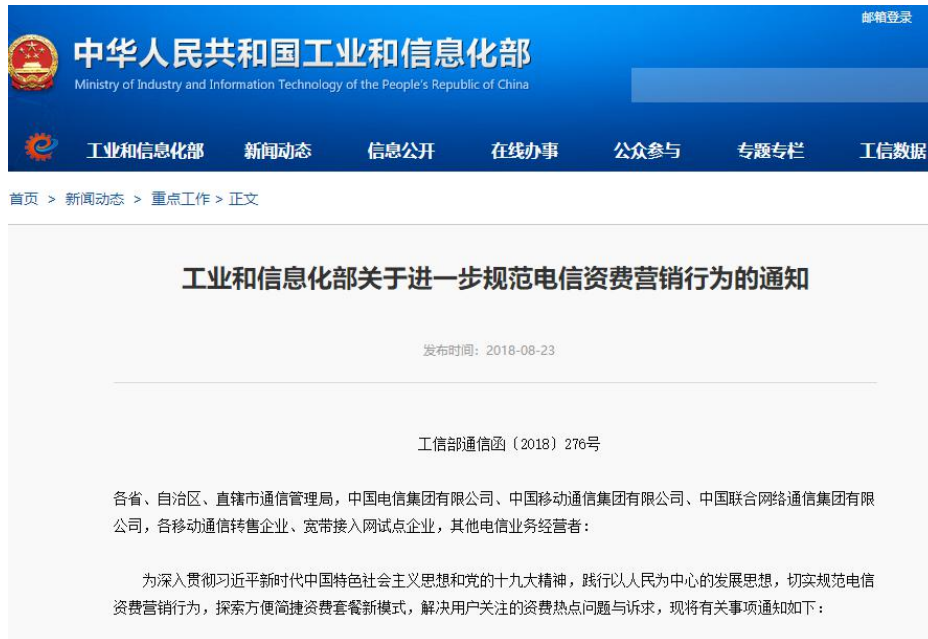 邮箱登录
中华人民共和国工业和信息化部
Ministry of Industry and Information Technology of the People's Republic of China
工业和信息化部 新闻动态 信息公开 在线办事 公众参与 专题专栏 工信数据
首页 > 新闻动态 > 重点工作 > 正文
工业和信息化部关于进一步规范电信资费营销行为的通知
发布时间：2018-08-23
工信部通信函〔2018〕276号
各省、自治区、直辖市通信管理局，中国电信集团有限公司、中国移动通信集团有限公司、中国联合网络通信集团有限
公司，各移动通信转售企业、宽带接入网试点企业，其他电信业务经营者：
为深入贯彻习近平新时代中国特色社会主义思想和党的十九大精神，践行以人民为中心的发展思想，切实规范电信
资费营销行为，探索方便简捷资费套餐新模式，解决用户关注的资费热点问题与诉求，现将有关事项通知如下：